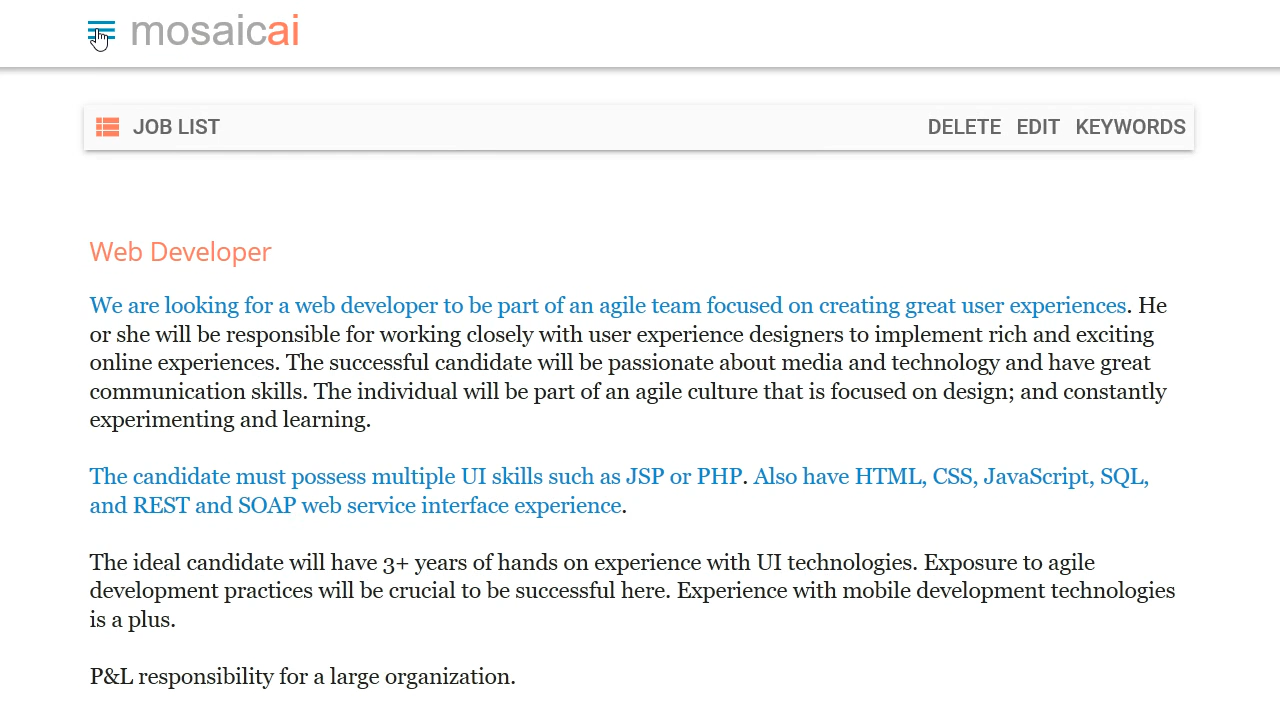 mosaicai
JOB LIST DELETE EDIT KEYWORDS
Web Developer
We are looking for a web developer to be part of an agile team focused on creating great user experiences. He
or she will be responsible for working closely with user experience designers to implement rich and exciting
online experiences. The successful candidate will be passionate about media and technology and have great
communication skills. The individual will be part of an agile culture that is focused on design; and constantly
experimenting and learning.
The candidate must possess multiple UI skills such as JSP or PHP. Also have HTML, CSS, JavaScript, SQL,
and REST and SOAP web service interface experience.
The ideal candidate will have 3+ years of hands on experience with UI technologies. Exposure to agile
development practices will be crucial to be successful here. Experience with mobile development technologies
is a plus.
P&L responsibility for a large organization.